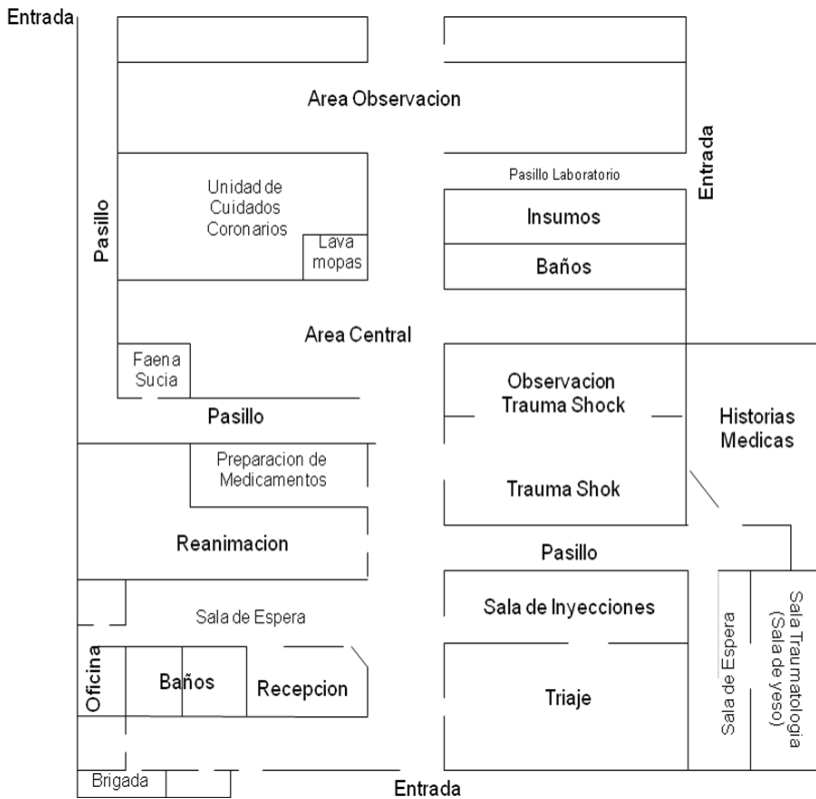 Entrada
Area Observacion
Entrada
Pasillo Laboratorio
Unidad de
Cuidados
Coronarios
Lava
mopas
Insumos
Baños
Pasillo
Area Central
Faena
Sucia
Observacion
Trauma Shock
Historias
Medicas
Pasillo
Preparacion de
Medicamentos
Trauma Shok
Reanimacion
Pasillo
Sala de Espera
Sala de Inyecciones
Oficina
Baños
Recepcion
Triaje
Sala de Espera
Sala Traumatologia
(Sala de yeso)
Brigada
Entrada